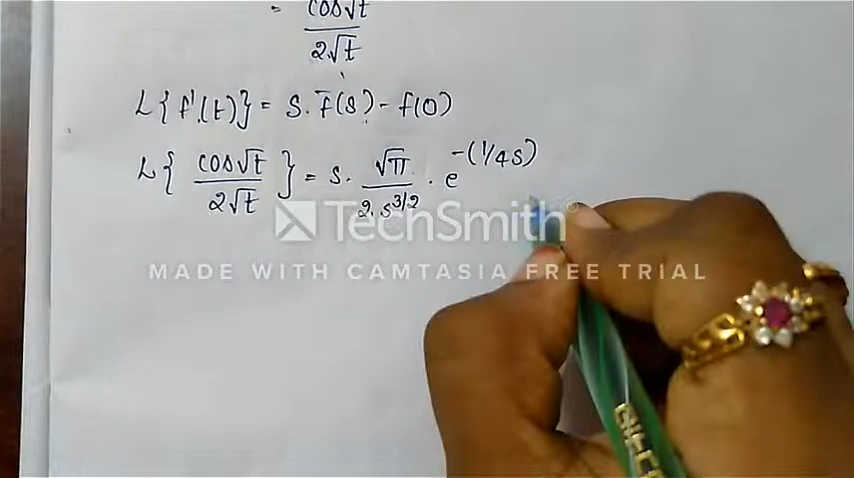 = cos√t / 2√t
L{f'(t)} = S. f̄(s) - f(0)
L{ cos√t / 2√t } = s. √π / 2. s^3/2 . e^-(1/4s)
TechSmith®
MADE WITH CAMTASIA FREE TRIAL